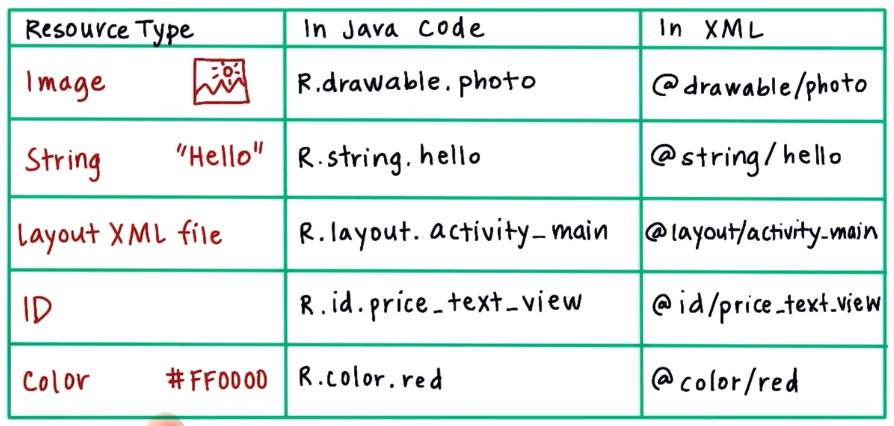 Resource Type In Java Code In XML
Image R.drawable.photo @drawable/photo
String "Hello" R.string.hello @string/hello
Layout XML file R.layout.activity_main @layout/activity_main
ID R.id.price_text_view @id/price_text_view
Color #FF0000 R.color.red @color/red